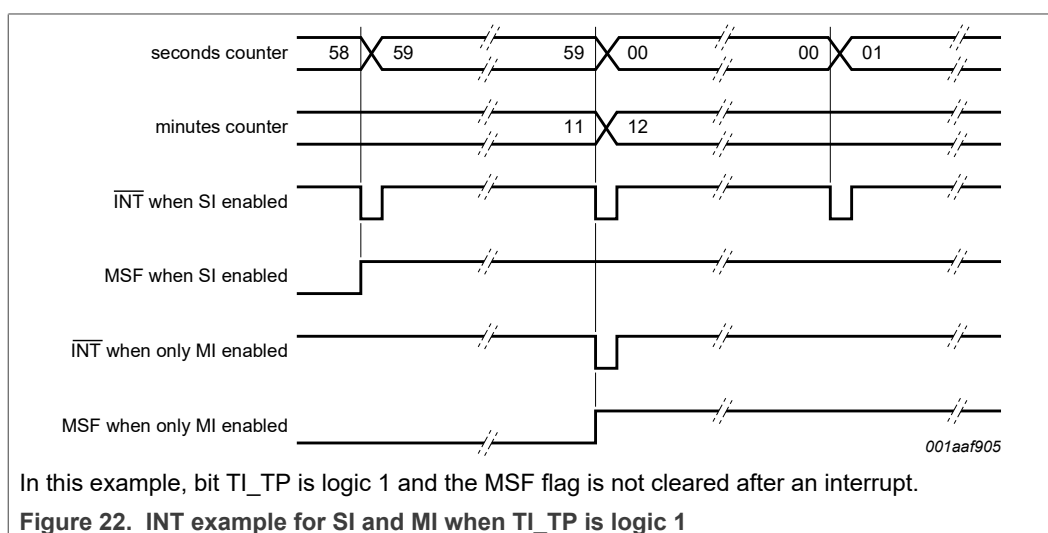 seconds counter 58 59 59 00 00 01
minutes counter 11 12
INT when SI enabled
MSF when SI enabled
INT when only MI enabled
MSF when only MI enabled
001aaf905
In this example, bit TI_TP is logic 1 and the MSF flag is not cleared after an interrupt.
Figure 22. INT example for SI and MI when TI_TP is logic 1